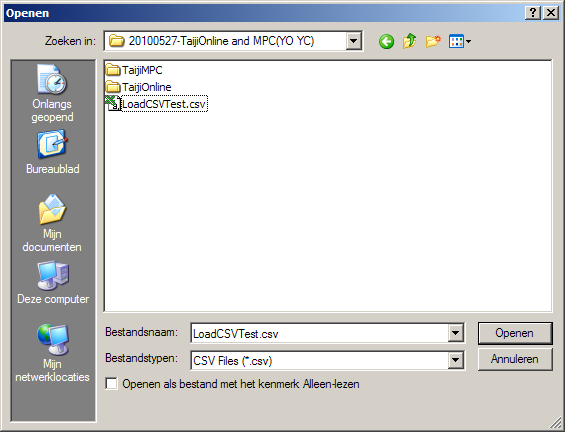 Openen
Zoeken in:
20100527-TaijiOnline and MPC(YO YC)
Onlangs
geopend
Bureaublad
Mijn
documenten
Deze computer
Mijn
netwerklocaties
TaijiMPC
TaijiOnline
LoadCSVTest.csv
Bestandsnaam:
LoadCSVTest.csv
Openen
Bestandstypen:
CSV Files (*.csv)
Annuleren
Openen als bestand met het kenmerk Alleen-lezen